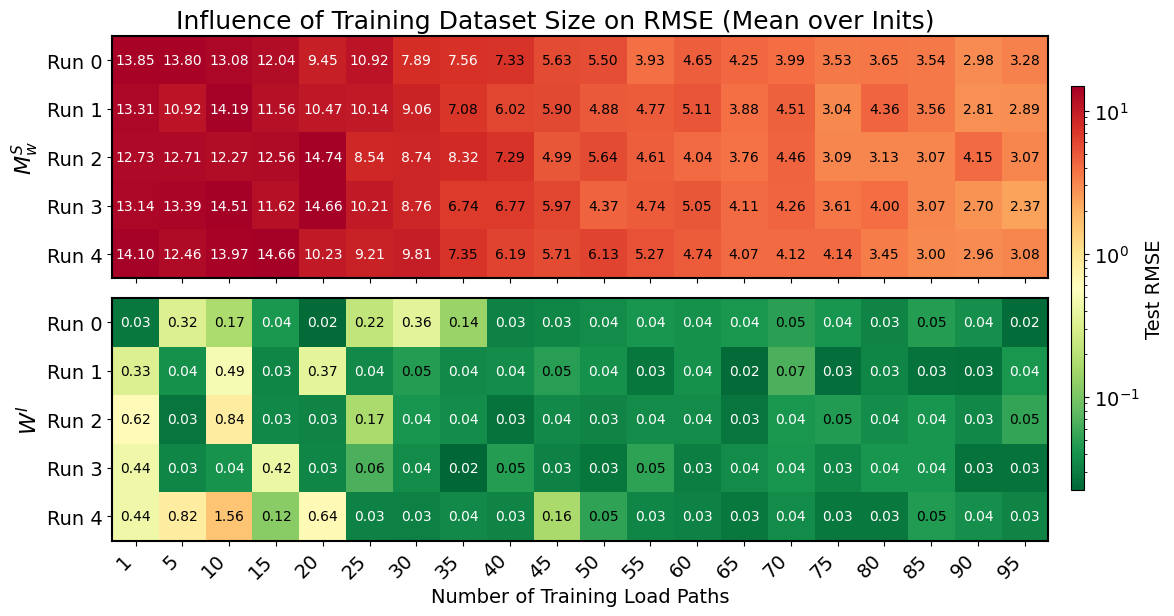 Influence of Training Dataset Size on RMSE (Mean over Inits)
M_w^S
Run 0 13.85 13.80 13.08 12.04 9.45 10.92 7.89 7.56 7.33 5.63 5.50 3.93 4.65 4.25 3.99 3.53 3.65 3.54 2.98 3.28
Run 1 13.31 10.92 14.19 11.56 10.47 10.14 9.06 7.08 6.02 5.90 4.88 4.77 5.11 3.88 4.51 3.04 4.36 3.56 2.81 2.89
Run 2 12.73 12.71 12.27 12.56 14.74 8.54 8.74 8.32 7.29 4.99 5.64 4.61 4.04 3.76 4.46 3.09 3.13 3.07 4.15 3.07
Run 3 13.14 13.39 14.51 11.62 14.66 10.21 8.76 6.74 6.77 5.97 4.37 4.74 5.05 4.11 4.26 3.61 4.00 3.07 2.70 2.37
Run 4 14.10 12.46 13.97 14.66 10.23 9.21 9.81 7.35 6.19 5.71 6.13 5.27 4.74 4.07 4.12 4.14 3.45 3.00 2.96 3.08
W^I
Run 0 0.03 0.32 0.17 0.04 0.02 0.22 0.36 0.14 0.03 0.03 0.04 0.04 0.04 0.04 0.05 0.04 0.03 0.05 0.04 0.02
Run 1 0.33 0.04 0.49 0.03 0.37 0.04 0.05 0.04 0.04 0.05 0.04 0.03 0.04 0.02 0.07 0.03 0.03 0.03 0.03 0.04
Run 2 0.62 0.03 0.84 0.03 0.03 0.17 0.04 0.04 0.03 0.04 0.03 0.04 0.04 0.03 0.04 0.05 0.04 0.04 0.03 0.05
Run 3 0.44 0.03 0.04 0.42 0.03 0.06 0.04 0.02 0.05 0.03 0.03 0.05 0.03 0.04 0.04 0.03 0.04 0.04 0.03 0.03
Run 4 0.44 0.82 1.56 0.12 0.64 0.03 0.03 0.04 0.03 0.16 0.05 0.03 0.03 0.03 0.04 0.03 0.03 0.05 0.04 0.03
1 5 10 15 20 25 30 35 40 45 50 55 60 65 70 75 80 85 90 95
Number of Training Load Paths
10^1
10^0
10^−1
Test RMSE